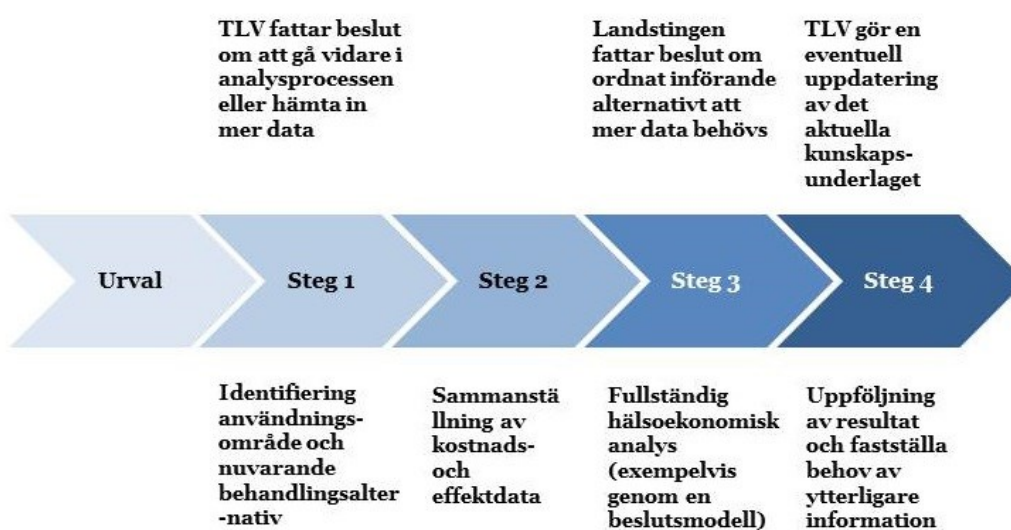 TLV fattar beslut
om att gå vidare i
analysprocessen
eller hämta in
mer data
Landstingen
fattar beslut om
ordnat införande
alternativt att
mer data behövs
TLV gör en
eventuell
uppdatering
av det
aktuella
kunskaps-
underlaget
Urval
Steg 1
Steg 2
Steg 3
Steg 4
Identifiering
användnings-
område och
nuvarande
behandlingsalter
-nativ
Sammanstä
llning av
kostnads-
och
effektdata
Fullständig
hälsoekonomisk
analys
(exempelvis
genom en
beslutsmodell)
Uppföljning
av resultat
och fastställa
behov av
ytterligare
information